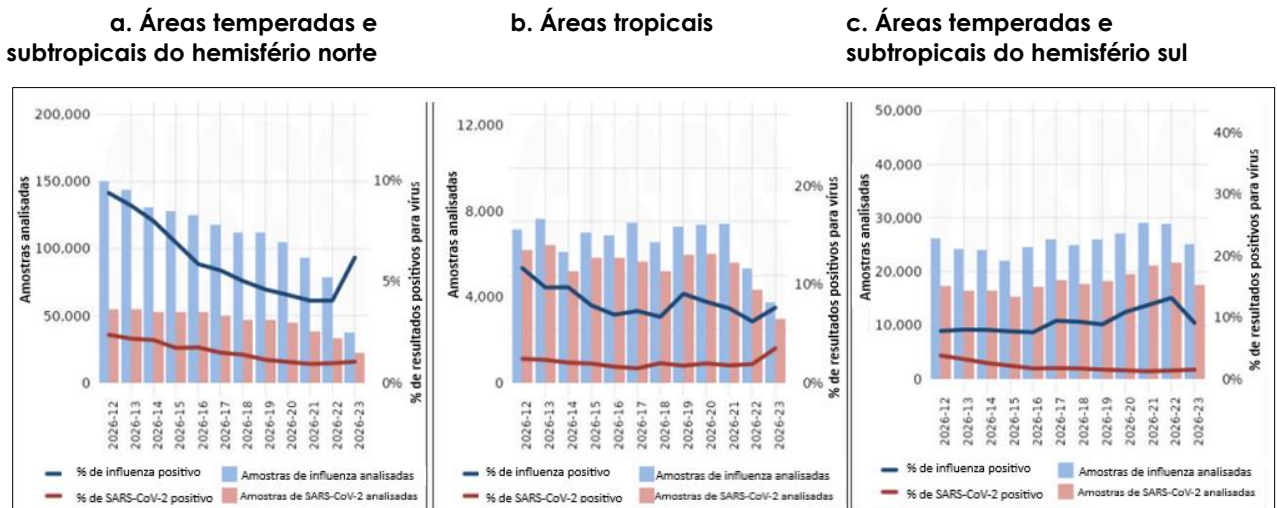 a. Áreas temperadas e
subtropicais do hemisfério norte
b. Áreas tropicais
c. Áreas temperadas e
subtropicais do hemisfério sul
Amostras analisadas
200,000
150,000
100,000
50,000
0
10%
5%
0%
% de resultados positivos para vírus
2026-12
2026-13
2026-14
2026-15
2026-16
2026-17
2026-18
2026-19
2026-20
2026-21
2026-22
2026-23
% de influenza positivo
Amostras de influenza analisadas
% de SARS-CoV-2 positivo
Amostras de SARS-CoV-2 analisadas
Amostras analisadas
12,000
8,000
4,000
0
20%
10%
0%
% de resultados positivos para vírus
2026-12
2026-13
2026-14
2026-15
2026-16
2026-17
2026-18
2026-19
2026-20
2026-21
2026-22
2026-23
% de influenza positivo
Amostras de influenza analisadas
% de SARS-CoV-2 positivo
Amostras de SARS-CoV-2 analisadas
Amostras analisadas
50,000
40,000
30,000
20,000
10,000
0
40%
30%
20%
10%
0%
% de resultados positivos para vírus
2026-12
2026-13
2026-14
2026-15
2026-16
2026-17
2026-18
2026-19
2026-20
2026-21
2026-22
2026-23
% de influenza positivo
Amostras de influenza analisadas
% de SARS-CoV-2 positivo
Amostras de SARS-CoV-2 analisadas